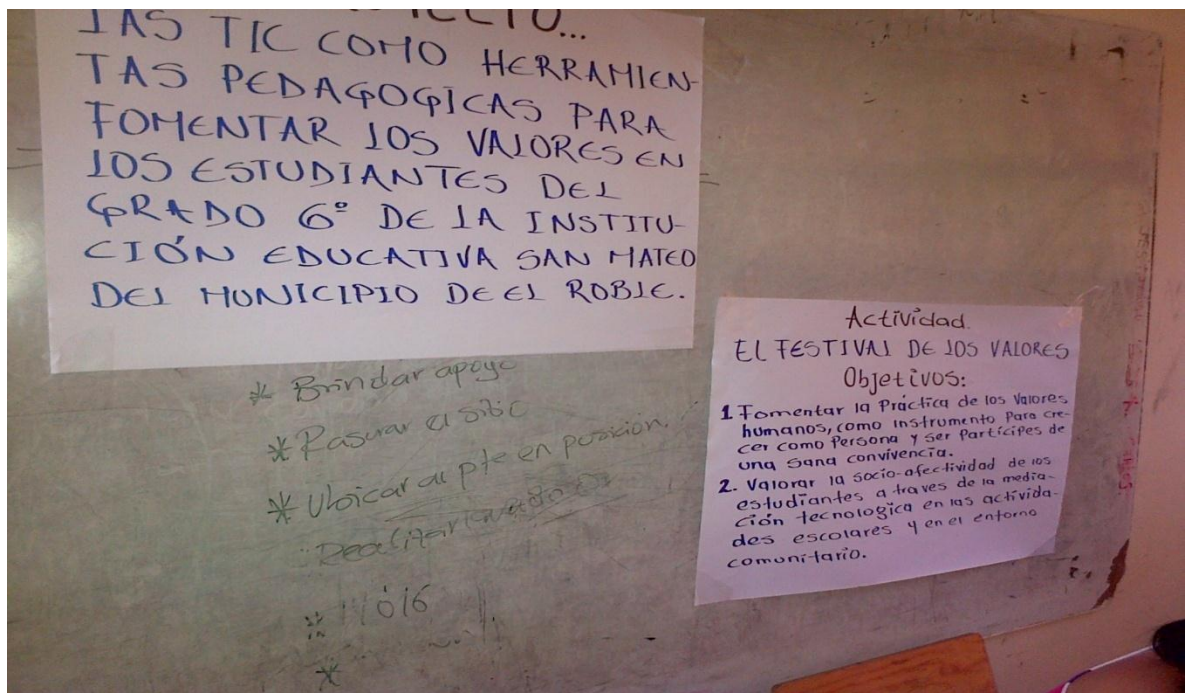 LAS TIC COMO HERRAMIEN-
TAS PEDAGOGICAS PARA
FOMENTAR LOS VALORES EN
LOS ESTUDIANTES DEL
GRADO 6º DE LA INSTITU-
CIÓN EDUCATIVA SAN MATEO
DEL MUNICIPIO DE EL ROBLE.
* Brindar apoyo
* Rasurar el sitio
* Ubicar al pte en posicion.
Realizar lavado
Actividad.
EL FESTIVAL DE LOS VALORES
Objetivos:
1 Fomentar la Práctica de los Valores
humanos, como instrumento Para cre-
cer como Persona y ser Partícipes de
una sana convivencia.
2. Valorar la socio-afectividad de los
estudiantes a traves de la media-
ción tecnologica en las activida-
des escolares y en el entorno
comunitario.